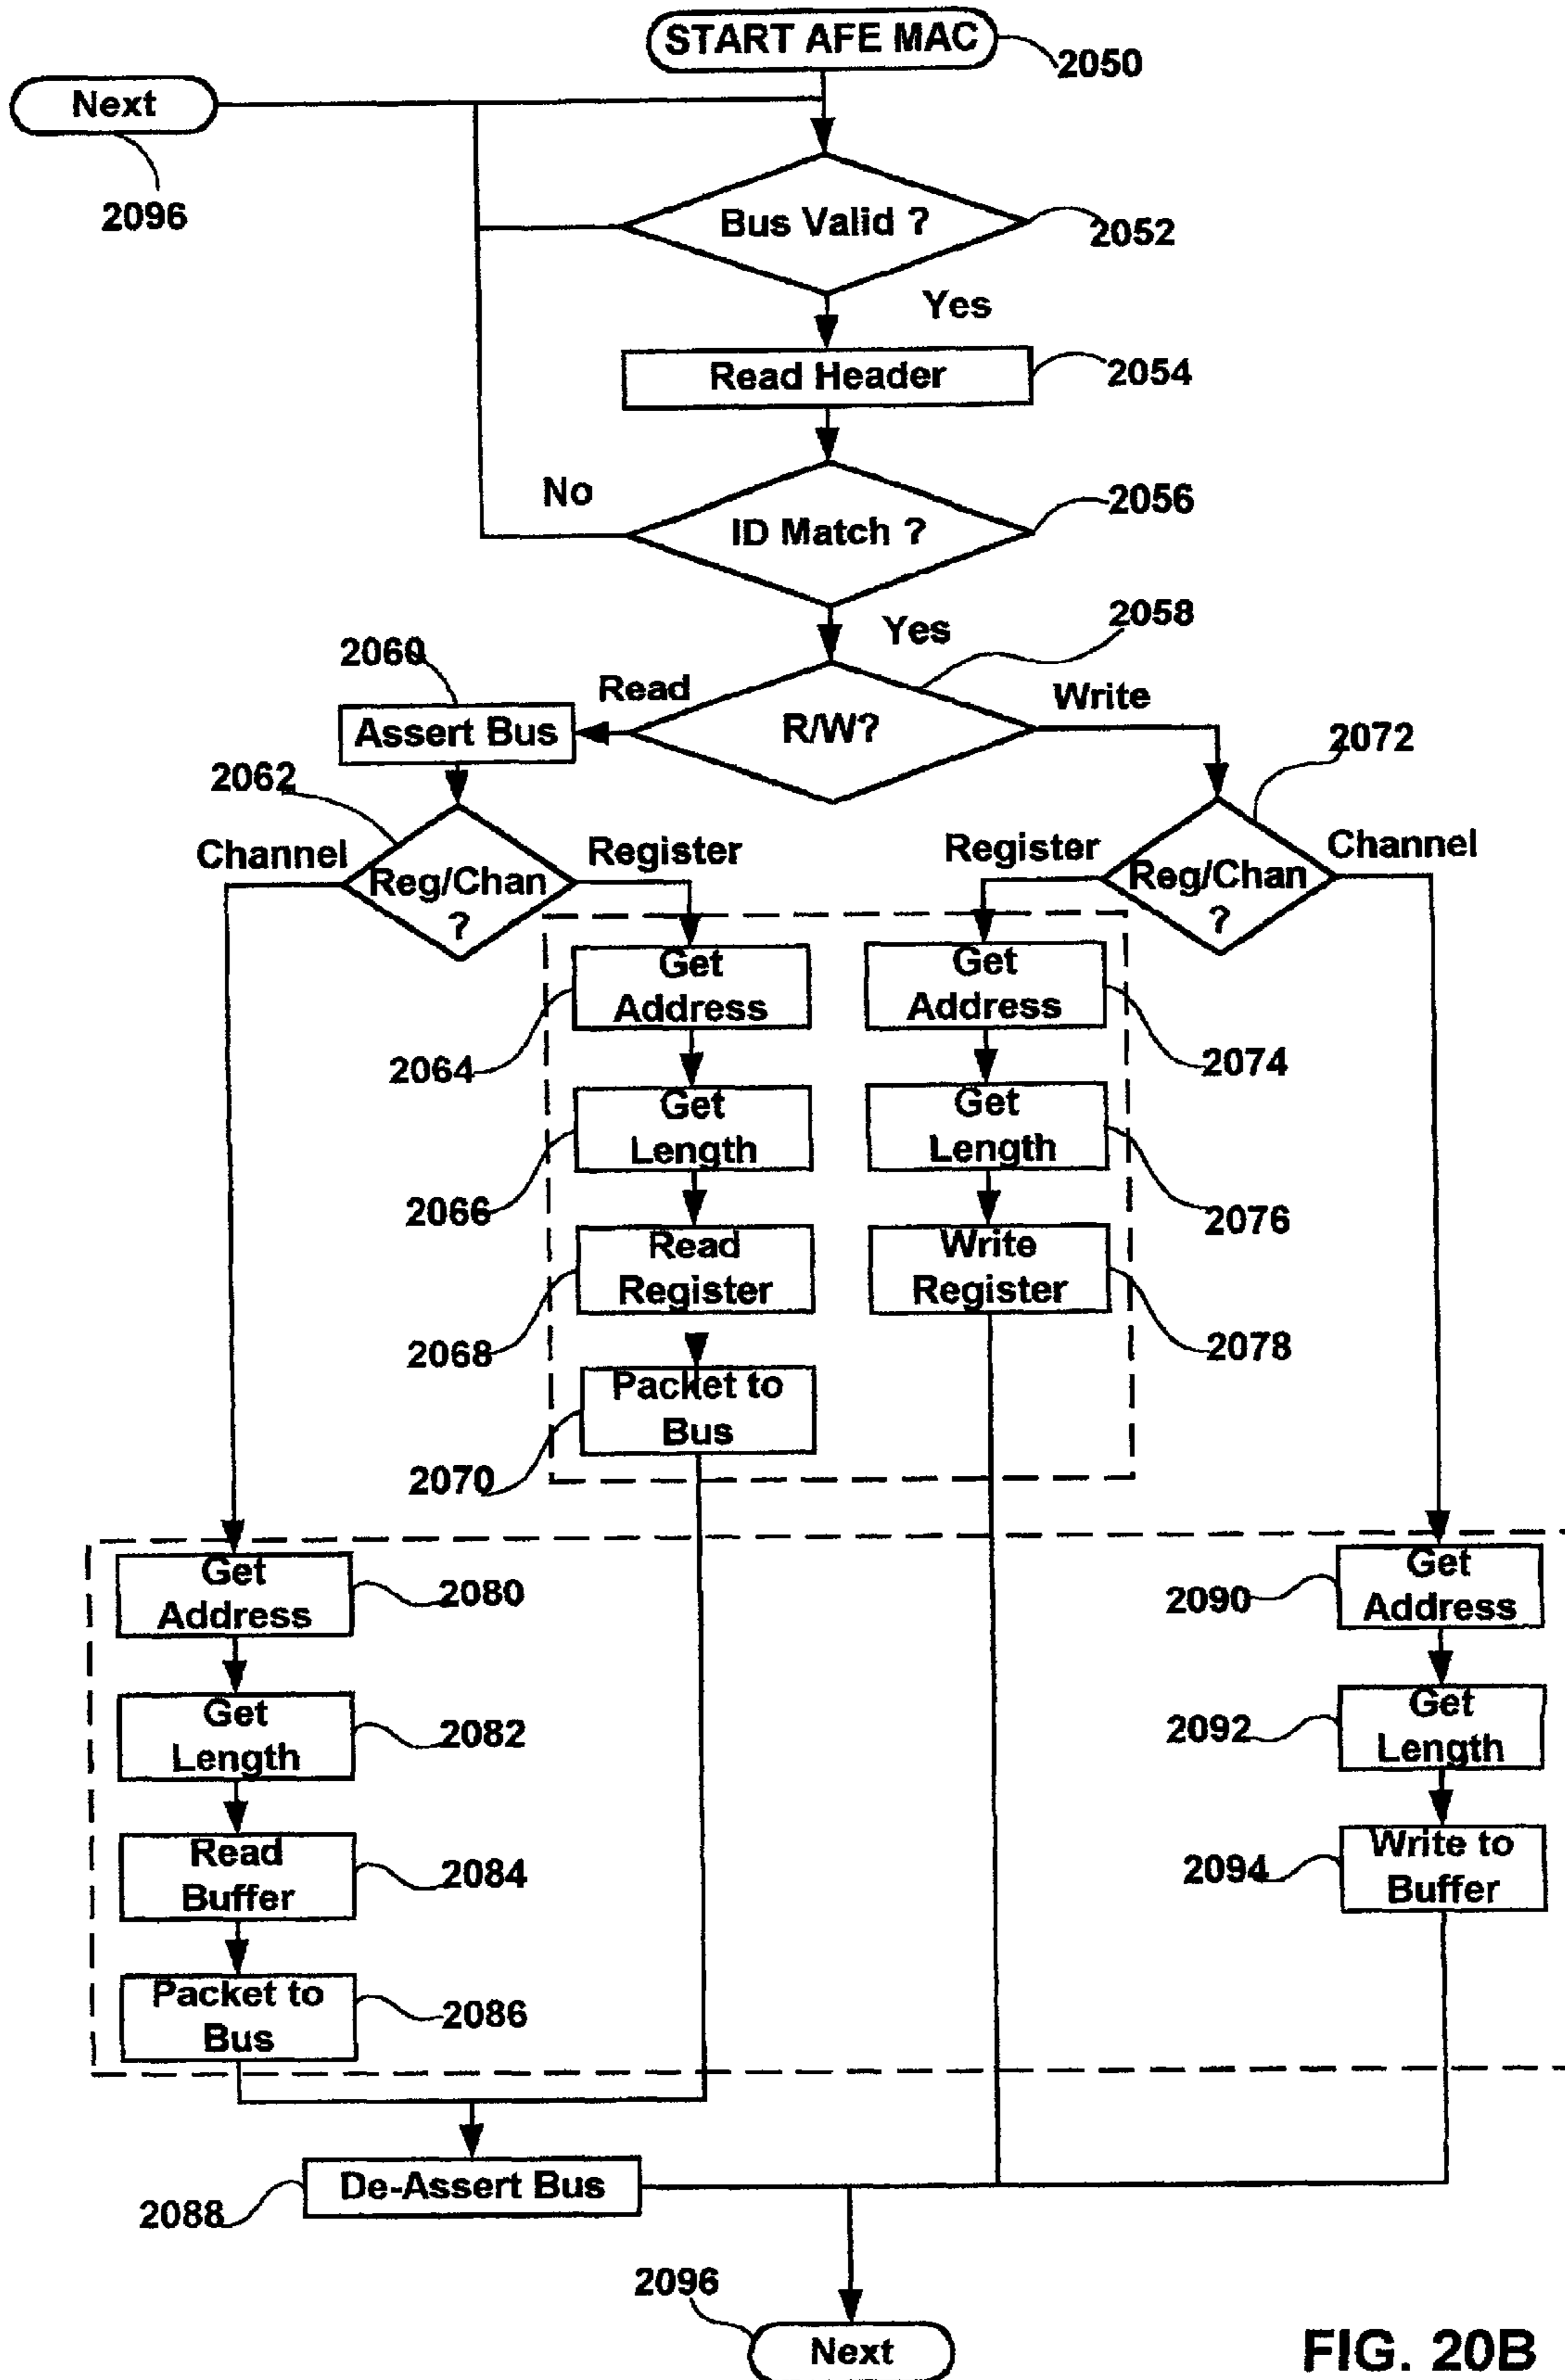 START AFE MAC
2050
Next
2096
Bus Valid ?
2052
Yes
Read Header
2054
No
ID Match ?
2056
Yes
2058
2060
Read
Write
Assert Bus
R/W?
2072
2062
Channel
Register
Register
Channel
Reg/Chan
?
Reg/Chan
?
Get
Address
Get
Address
2064
2074
Get
Length
Get
Length
2066
2076
Read
Register
Write
Register
2068
2078
Packet to
Bus
2070
Get
Address
2080
2090
Get
Address
Get
Length
2082
2092
Get
Length
Read
Buffer
2084
2094
Write to
Buffer
Packet to
Bus
2086
De-Assert Bus
2088
2096
Next
FIG. 20B